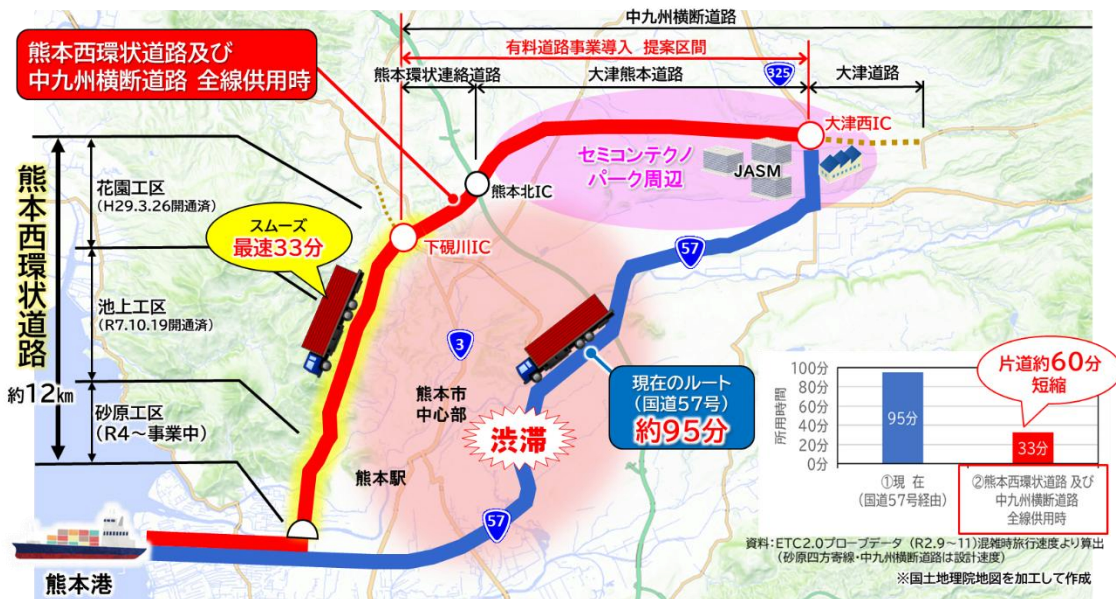 中九州横断道路
有料道路事業導入 提案区間
熊本環状連絡道路
大津熊本道路
325
大津道路
熊本西環状道路及び
中九州横断道路 全線供用時
大津西IC
セミコンテクノ
パーク周辺
JASM
熊本北IC
下硯川IC
熊本西環状道路
約12km
花園工区
(H29.3.26開通済)
池上工区
(R7.10.19開通済)
砂原工区
(R4~事業中)
スムーズ
最速33分
57
3
熊本市
中心部
渋滞
熊本駅
現在のルート
(国道57号)
約95分
57
熊本港
片道約60分
短縮
所用時間
100分
80分
60分
40分
20分
0分
95分
33分
①現 在
(国道57号経由)
②熊本西環状道路 及び
中九州横断道路
全線供用時
資料:ETC2.0プローブデータ (R2.9~11)混雑時旅行速度より算出
(砂原四方寄線・中九州横断道路は設計速度)
※国土地理院地図を加工して作成